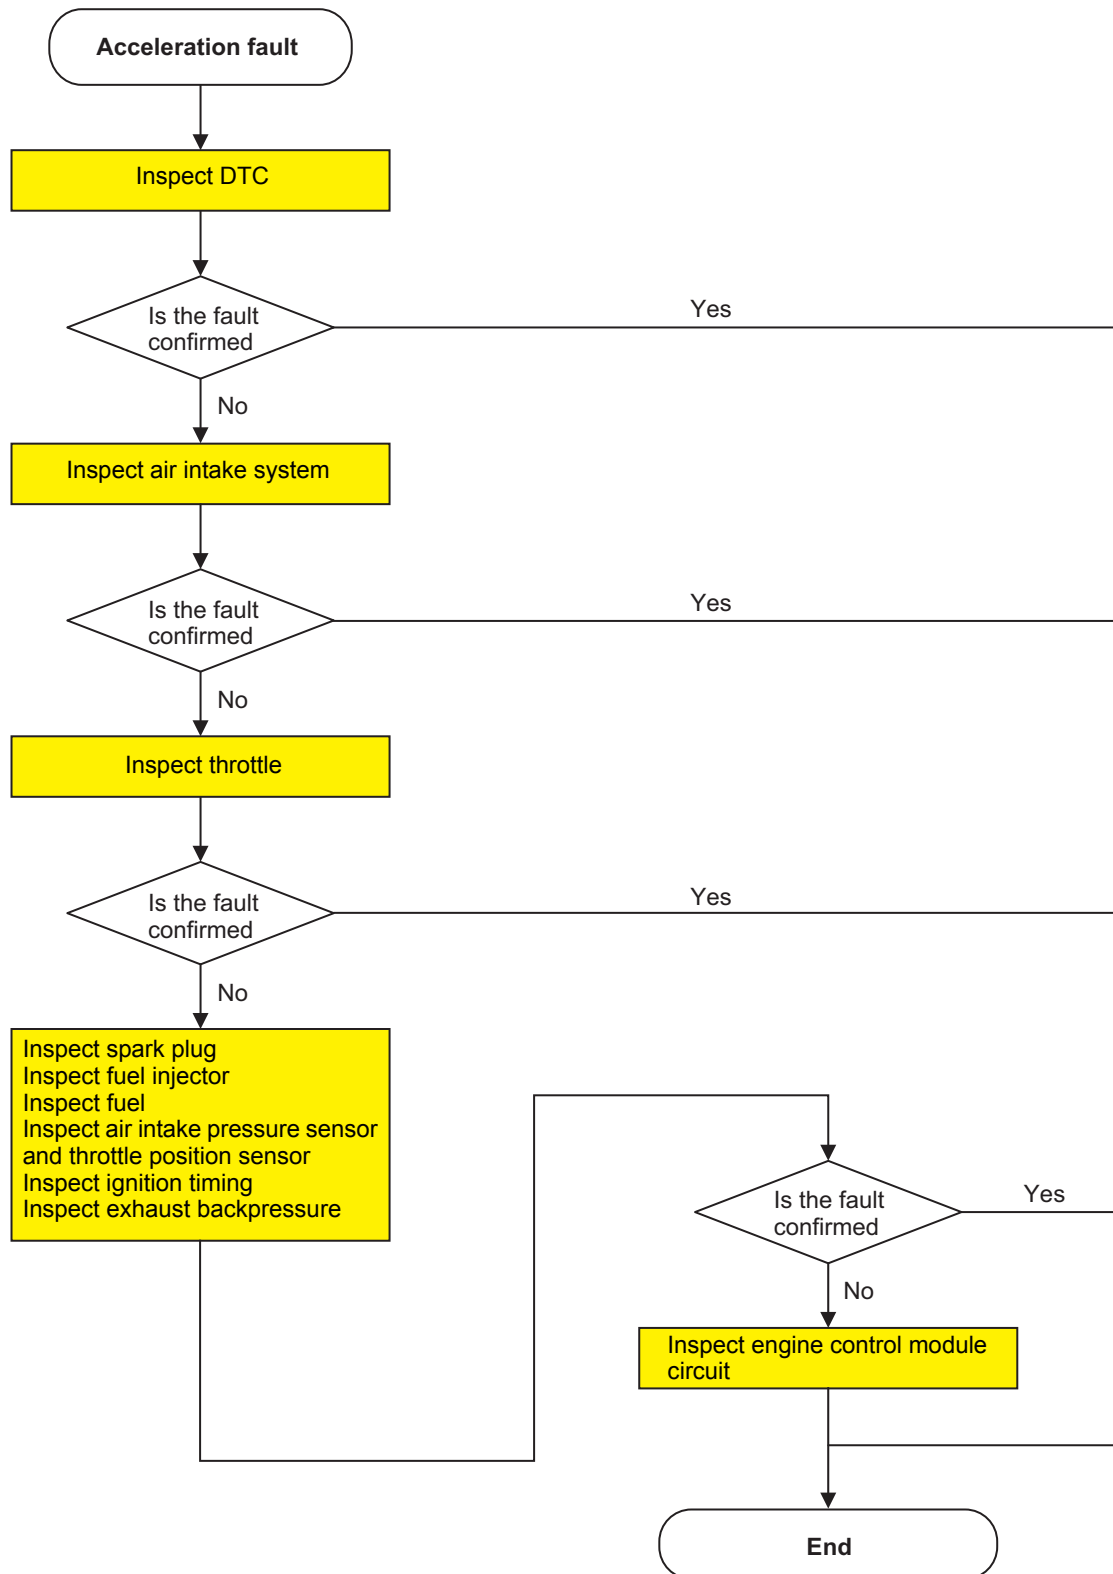 Acceleration fault
Inspect DTC
Is the fault
confirmed
Yes
No
Inspect air intake system
Is the fault
confirmed
Yes
No
Inspect throttle
Is the fault
confirmed
Yes
No
Inspect spark plug
Inspect fuel injector
Inspect fuel
Inspect air intake pressure sensor
and throttle position sensor
Inspect ignition timing
Inspect exhaust backpressure
Is the fault
confirmed
Yes
No
Inspect engine control module
circuit
End